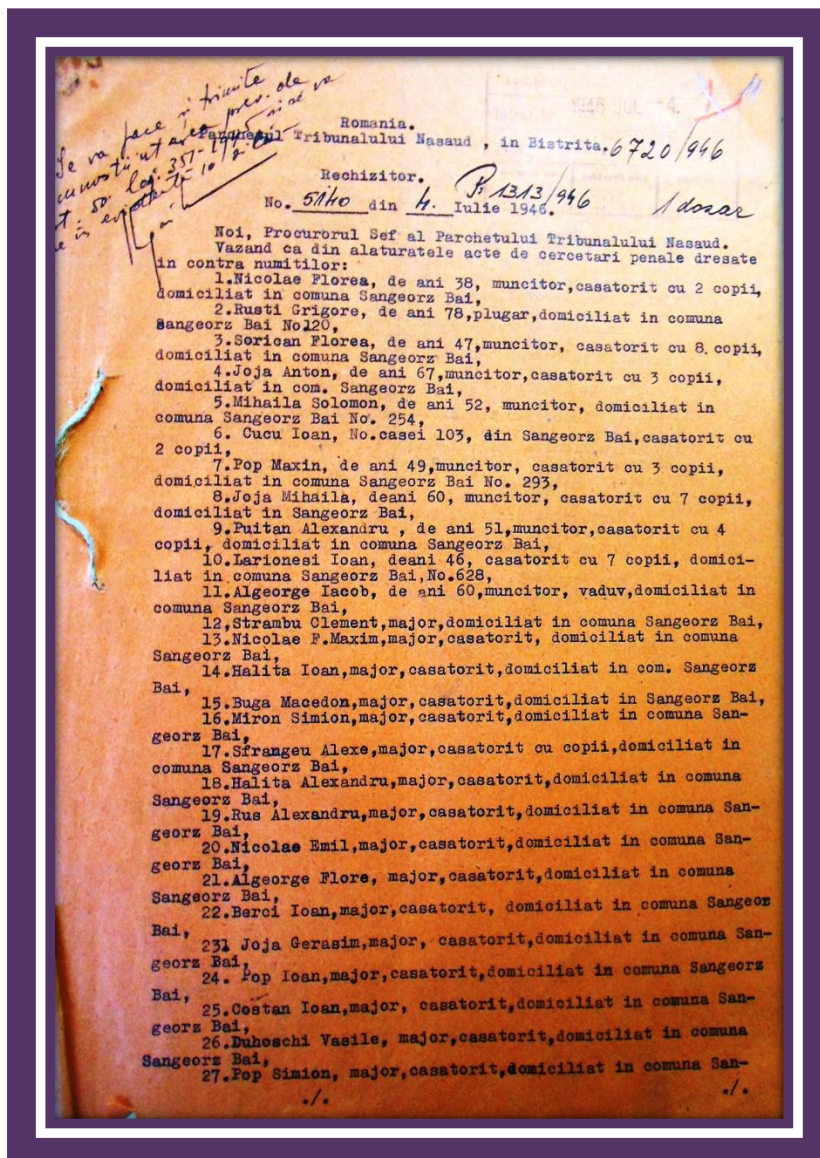 Se va face si trimite
1946 JUL. 4.
Romania.
Parchetul Tribunalului Nasaud , in Bistrita. 6720/946
Rechizitor.
P. 1313/946
No. 5140 din 4. Iulie 1946.
1 dosar
Noi, Procurorul Sef al Parchetului Tribunalului Nasaud.
Vazand ca din alaturatele acte de cercetari penale dresate
in contra numitilor:
1.Nicolae Florea, de ani 38, muncitor,casatorit cu 2 copii,
domiciliat in comuna Sangeorz Bai,
2.Rusti Grigore, de ani 78,plugar,domiciliat in comuna
Sangeorz Bai No120,
3.Sorican Florea, de ani 47,muncitor, casatorit cu 8. copii,
domiciliat in comuna Sangeorz Bai,
4.Joja Anton, de ani 67,muncitor,casatorit cu 3 copii,
domiciliat in com. Sangeorz Bai,
5.Mihaila Solomon, de ani 52, muncitor, domiciliat in
comuna Sangeorz Bai No. 254,
6. Cucu Ioan, No.casei 103, din Sangeorz Bai,casatorit cu
2 copii,
7.Pop Maxin, de ani 49,muncitor, casatorit cu 3 copii,
domiciliat in comuna Sangeorz Bai No. 293,
8.Joja Mihaila, deani 60, muncitor, casatorit cu 7 copii,
domiciliat in Sangeorz Bai,
9.Puitan Alexandru , de ani 51,muncitor,casatorit cu 4
copii, domiciliat in comuna Sangeorz Bai,
10.Larionesi Ioan, deani 46, casatorit cu 7 copii, domici-
liat in comuna Sangeorz Bai,No.628,
11.Algeorge Iacob, de ani 60,muncitor, vaduv,domiciliat in
comuna Sangeorz Bai,
12,Strambu Clement,major,domiciliat in comuna Sangeorz Bai,
13.Nicolae F.Maxim,major,casatorit, domiciliat in comuna
Sangeorz Bai,
14.Halita Ioan,major,casatorit,domiciliat in com. Sangeorz
Bai,
15.Buga Macedon,major,casatorit,domiciliat in Sangeorz Bai,
16.Miron Simion,major,casatorit,domiciliat in comuna San-
georz Bai,
17.Sfrangeu Alexe,major,casatorit cu copii,domiciliat in
comuna Sangeorz Bai,
18.Halita Alexandru,major,casatorit,domiciliat in comuna
Sangeorz Bai,
19.Rus Alexandru,major,casatorit,domiciliat in comuna San-
georz Bai,
20.Nicolae Emil,major,casatorit,domiciliat in comuna San-
georz Bai,
21.Algeorge Flore, major,casatorit,domiciliat in comuna
Sangeorz Bai,
22.Berci Ioan,major,casatorit, domiciliat in comuna Sangeoz
Bai,
231 Joja Gerasim,major, casatorit,domiciliat in comuna San-
georz Bai,
24. Pop Ioan,major,casatorit,domiciliat in comuna Sangeorz
Bai,
25.Costan Ioan,major, casatorit,domiciliat in comuna San-
georz Bai,
26.Duhoschi Vasile, major,casatorit,domiciliat in comuna
Sangeorz Bai,
27.Pop Simion, major,casatorit,domiciliat in comuna San-
./. ./.